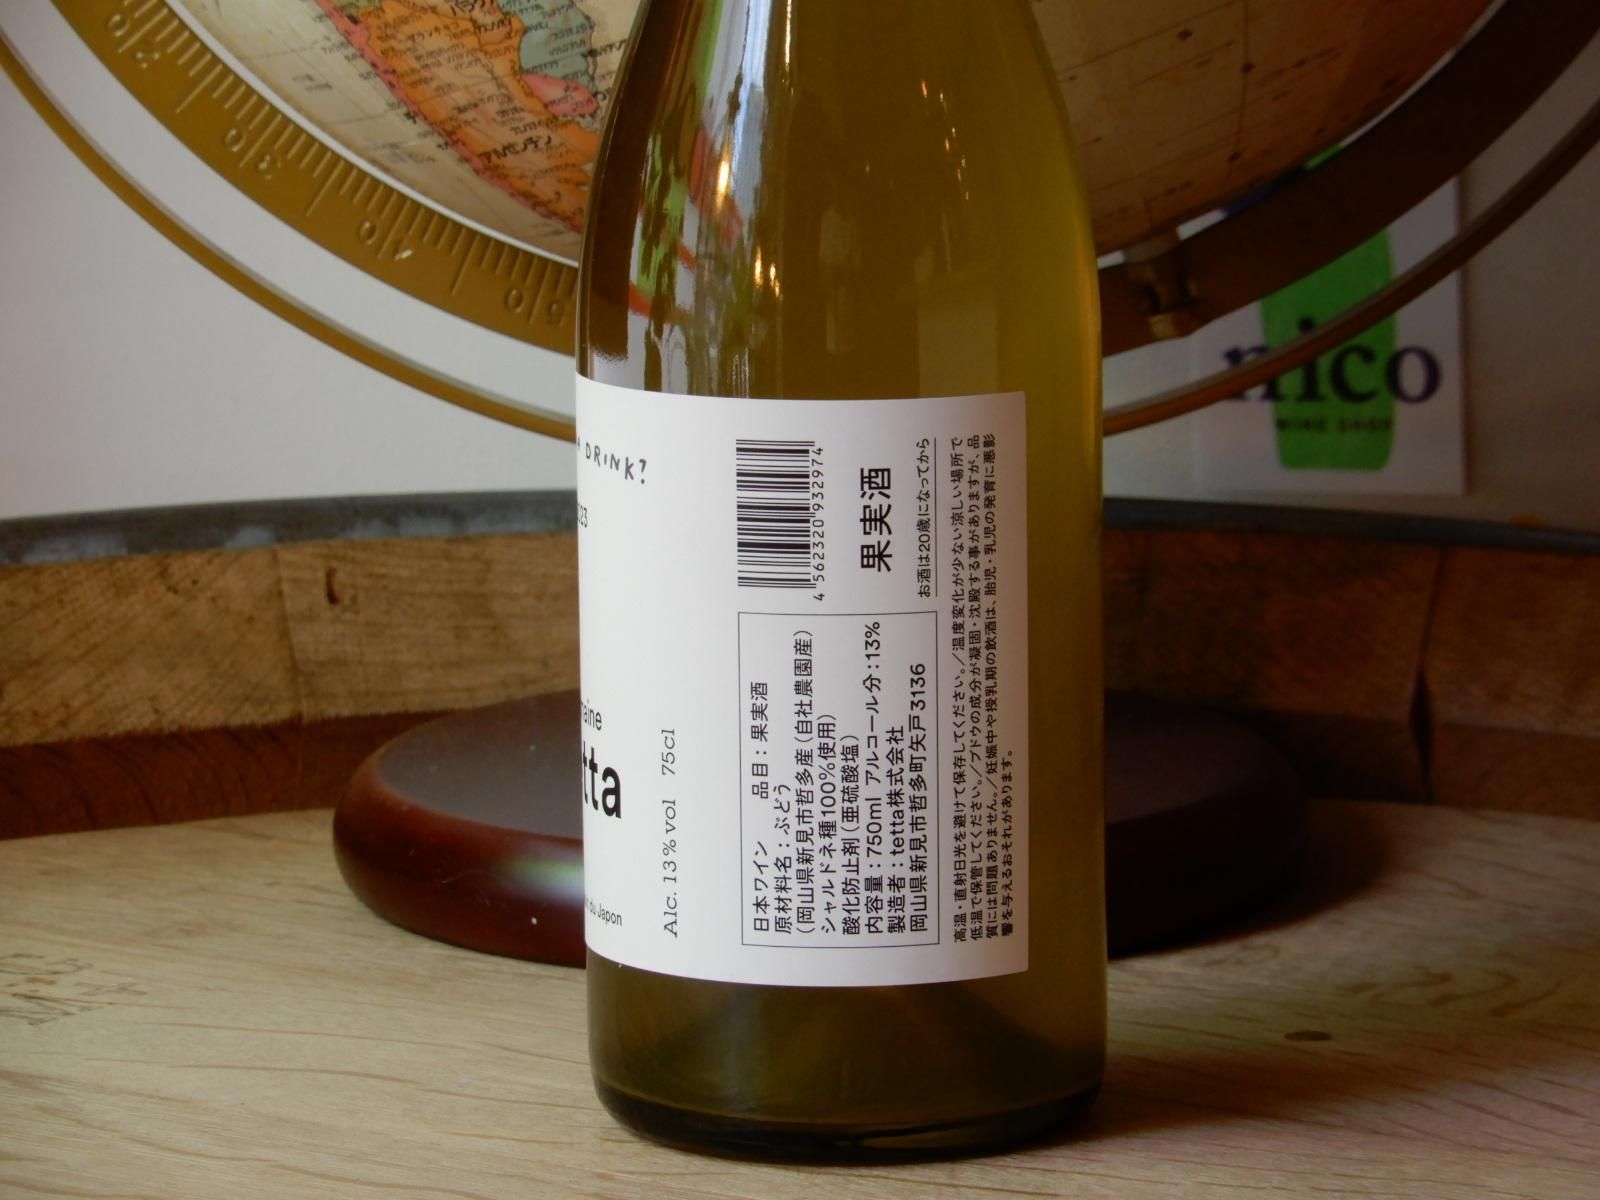 DRINK?
023
tta
du Japon
Alc. 13% vol 75cl
4 562320 932974
果実酒
お酒は20歳になってから
日本ワイン 品目：果実酒
原材料名：ぶどう
（岡山県新見市哲多産（自社農園産）
シャルドネ種100%使用）
酸化防止剤（亜硫酸塩）
内容量：750ml アルコール分：13%
製造者：tetta株式会社
岡山県新見市哲多町矢戸3136
高温・直射日光を避けて保存してください。／温度変化が少ない涼しい場所で
低温で保管してください。／ブドウの成分が凝固・沈殿する事がありますが、品
質には問題ありません。／妊娠中や授乳期の飲酒は、胎児・乳児の発育に悪影
響を与えるおそれがあります。
nico
WINE SHOP
アルゼンチン
20
30
40
50